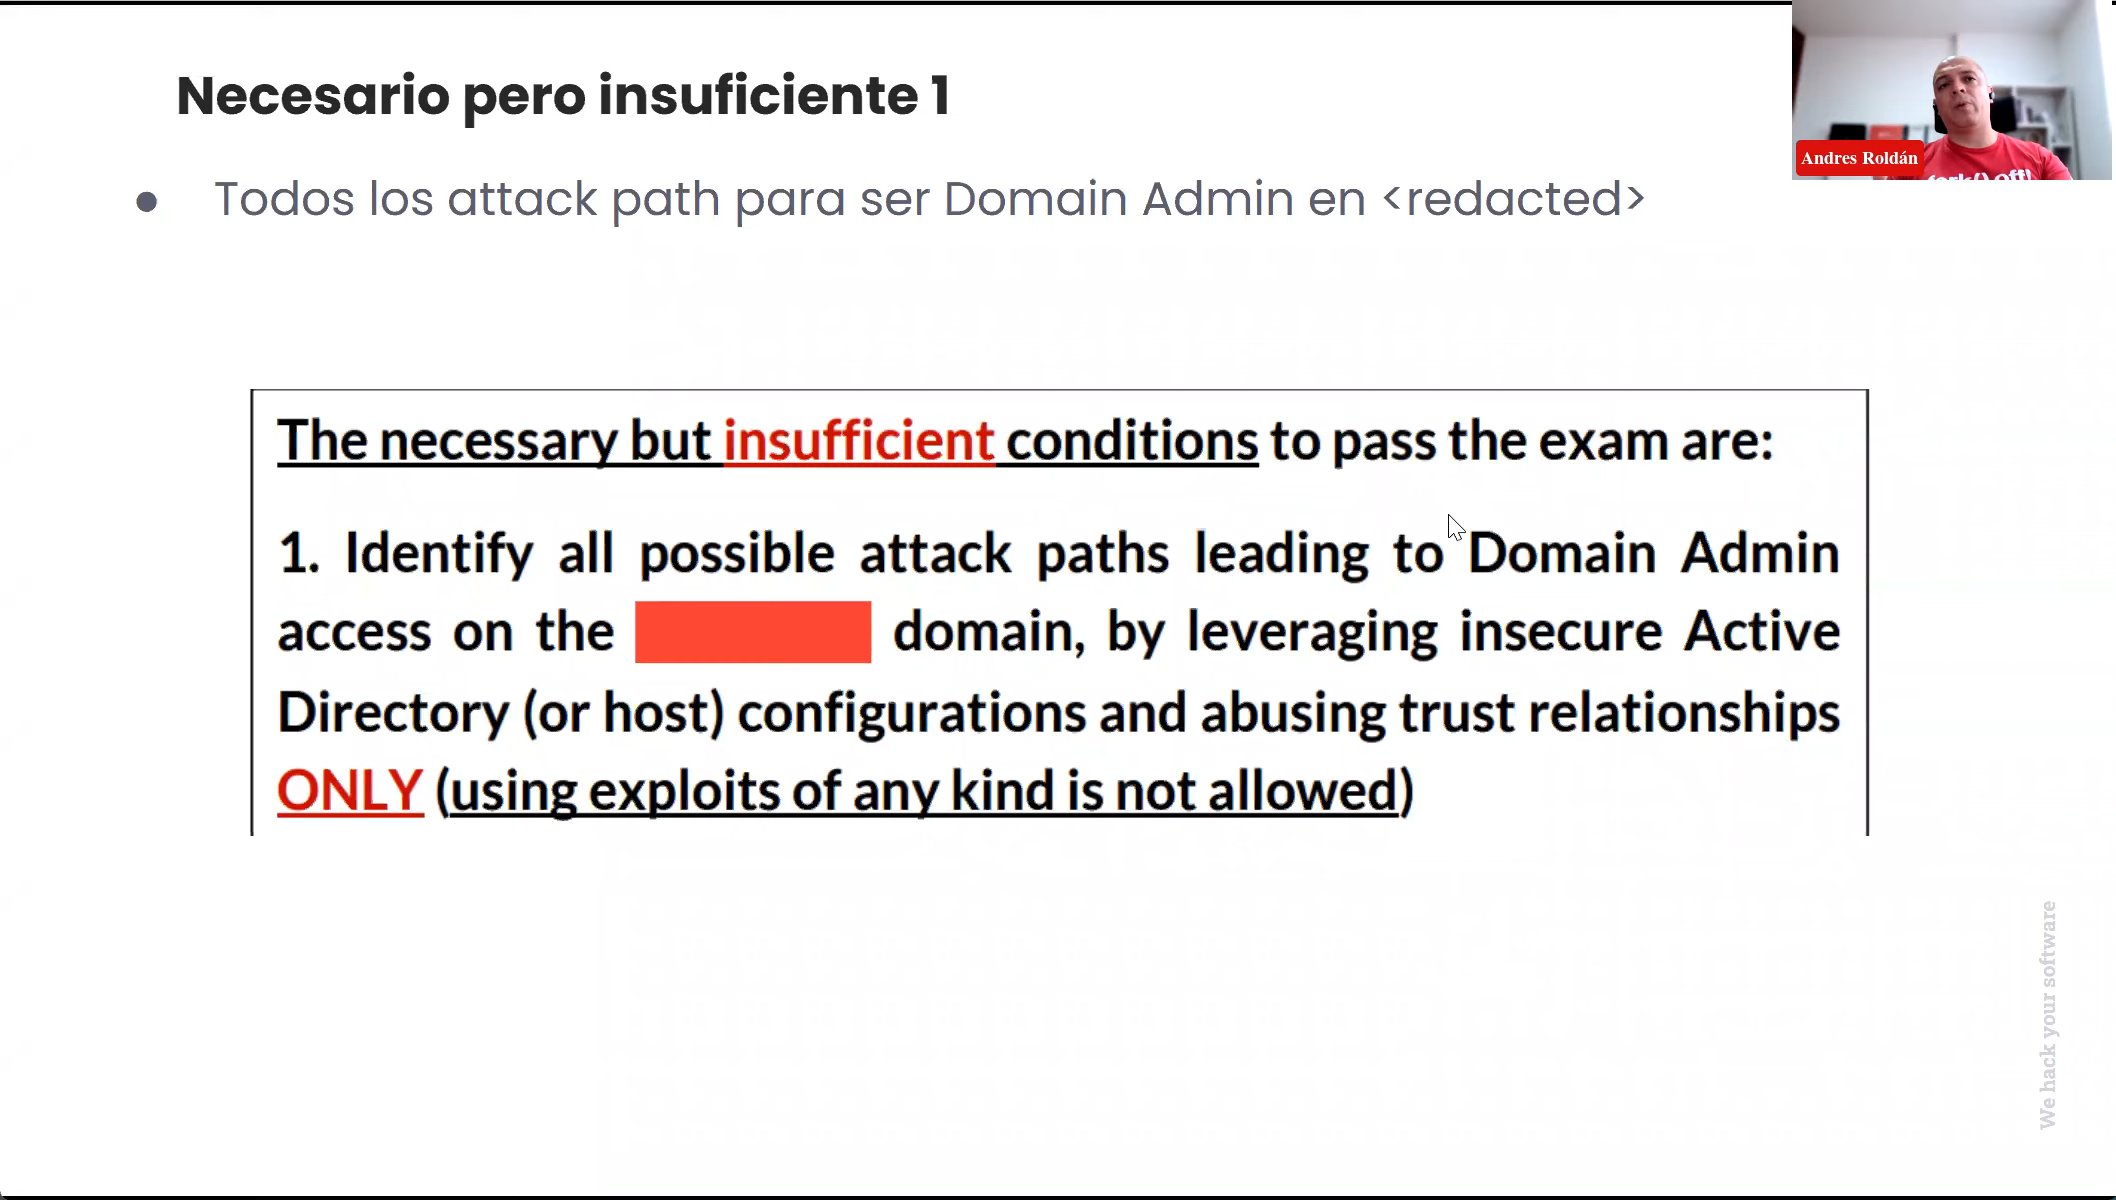 Necesario pero insuficiente 1
Andres Roldán
fork() off!
● Todos los attack path para ser Domain Admin en <redacted>
The necessary but insufficient conditions to pass the exam are:
1. Identify all possible attack paths leading to Domain Admin
access on the domain, by leveraging insecure Active
Directory (or host) configurations and abusing trust relationships
ONLY (using exploits of any kind is not allowed)
We hack your software